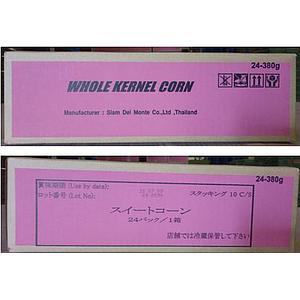 24-380g
WHOLE KERNEL CORN
Manufacturer : Siam Del Monte Co.,Ltd ,Thailand
24-380g
賞味期限 (Use by data):
スタッキング 10 C/S
ロット番号 (Lot No):
スイートコーン
24パック/1箱
店舗では冷蔵保管して下さい